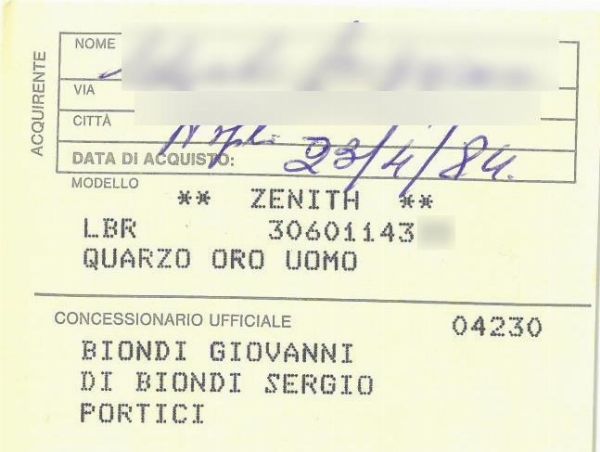 ACQUIRENTE
NOME
VIA
CITTÀ
DATA DI ACQUISTO: 23/4/84.
MODELLO
** ZENITH **
LBR 30601143
QUARZO ORO UOMO
CONCESSIONARIO UFFICIALE 04230
BIONDI GIOVANNI
DI BIONDI SERGIO
PORTICI